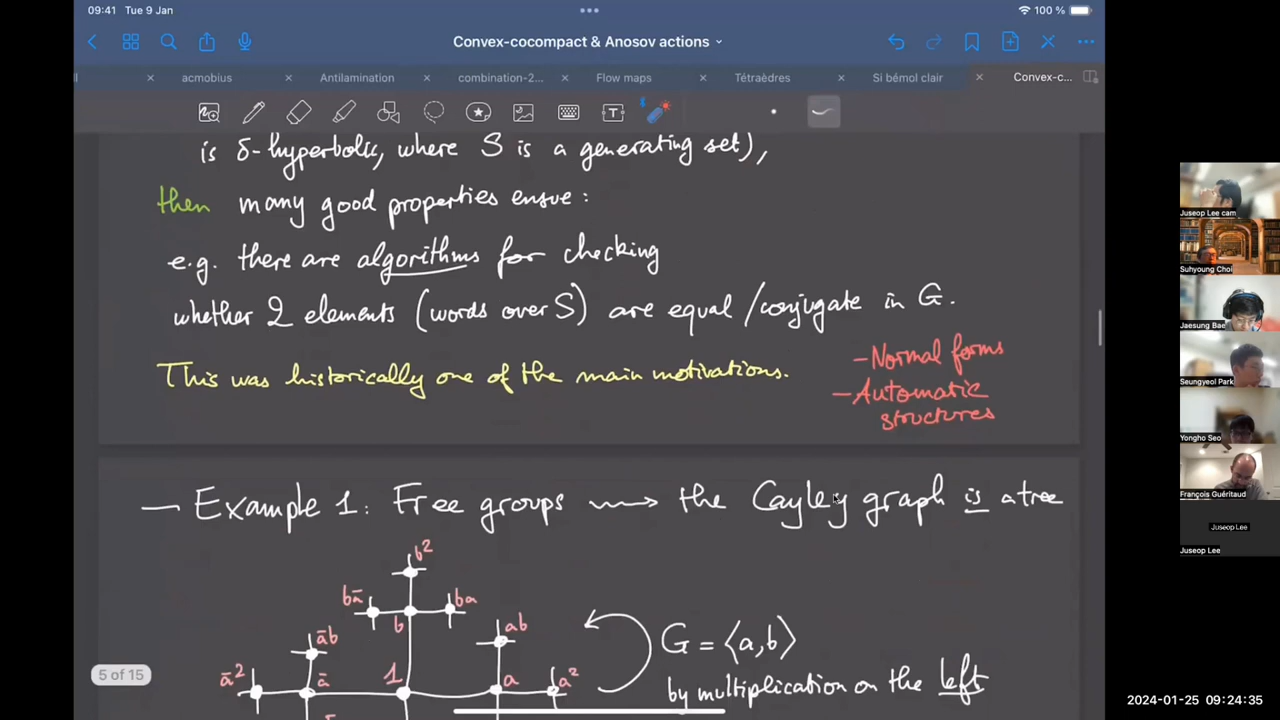 09:41 Tue 9 Jan
100 %
Convex-cocompact & Anosov actions
acmobius
Antilamination
combination-2...
Flow maps
Tétraèdres
Si bémol clair
Convex-c...
is δ-hyperbolic, where S is a generating set),
then many good properties ensue:
e.g. there are algorithms for checking
whether 2 elements (words over S) are equal/conjugate in G.
This was historically one of the main motivations.
- Normal forms
- Automatic
structures
— Example 1: Free groups ⟿ the Cayley graph is a tree
b²
bā ba
b
āb ab
ā² ā 1 a a²
G = ⟨a,b⟩
by multiplication on the left
5 of 15
Juseop Lee cam
Suhyoung Choi
Jaesung Bae
Seungyeol Park
Yongho Seo
François Guéritaud
Juseop Lee
Juseop Lee
2024-01-25 09:24:35